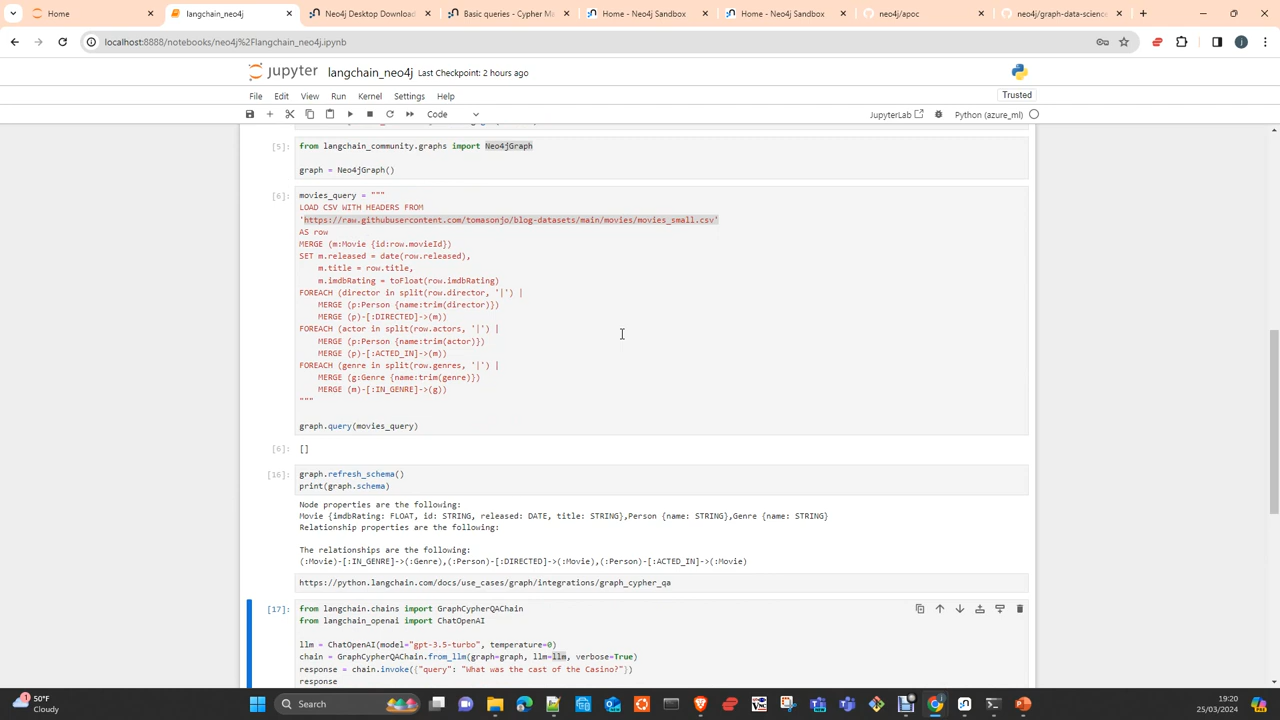 Home
langchain_neo4j
Neo4j Desktop Download
Basic queries - Cypher M
Home - Neo4j Sandbox
Home - Neo4j Sandbox
neo4j/apoc
neo4j/graph-data-science
localhost:8888/notebooks/neo4j%2Flangchain_neo4j.ipynb
jupyter langchain_neo4j Last Checkpoint: 2 hours ago
File Edit View Run Kernel Settings Help
Trusted
Code
JupyterLab
Python (azure_ml)
[5]: from langchain_community.graphs import Neo4jGraph
graph = Neo4jGraph()
[6]: movies_query = """
LOAD CSV WITH HEADERS FROM
'https://raw.githubusercontent.com/tomasonjo/blog-datasets/main/movies/movies_small.csv'
AS row
MERGE (m:Movie {id:row.movieId})
SET m.released = date(row.released),
m.title = row.title,
m.imdbRating = toFloat(row.imdbRating)
FOREACH (director in split(row.director, '|') |
MERGE (p:Person {name:trim(director)})
MERGE (p)-[:DIRECTED]->(m))
FOREACH (actor in split(row.actors, '|') |
MERGE (p:Person {name:trim(actor)})
MERGE (p)-[:ACTED_IN]->(m))
FOREACH (genre in split(row.genres, '|') |
MERGE (g:Genre {name:trim(genre)})
MERGE (m)-[:IN_GENRE]->(g))
"""
graph.query(movies_query)
[6]: []
[16]: graph.refresh_schema()
print(graph.schema)
Node properties are the following:
Movie {imdbRating: FLOAT, id: STRING, released: DATE, title: STRING},Person {name: STRING},Genre {name: STRING}
Relationship properties are the following:
The relationships are the following:
(:Movie)-[:IN_GENRE]->(:Genre),(:Person)-[:DIRECTED]->(:Movie),(:Person)-[:ACTED_IN]->(:Movie)
https://python.langchain.com/docs/use_cases/graph/integrations/graph_cypher_qa
[17]: from langchain.chains import GraphCypherQAChain
from langchain_openai import ChatOpenAI
llm = ChatOpenAI(model="gpt-3.5-turbo", temperature=0)
chain = GraphCypherQAChain.from_llm(graph=graph, llm=llm, verbose=True)
response = chain.invoke({"query": "What was the cast of the Casino?"})
response
50°F
Cloudy
Search
19:20
25/03/2024